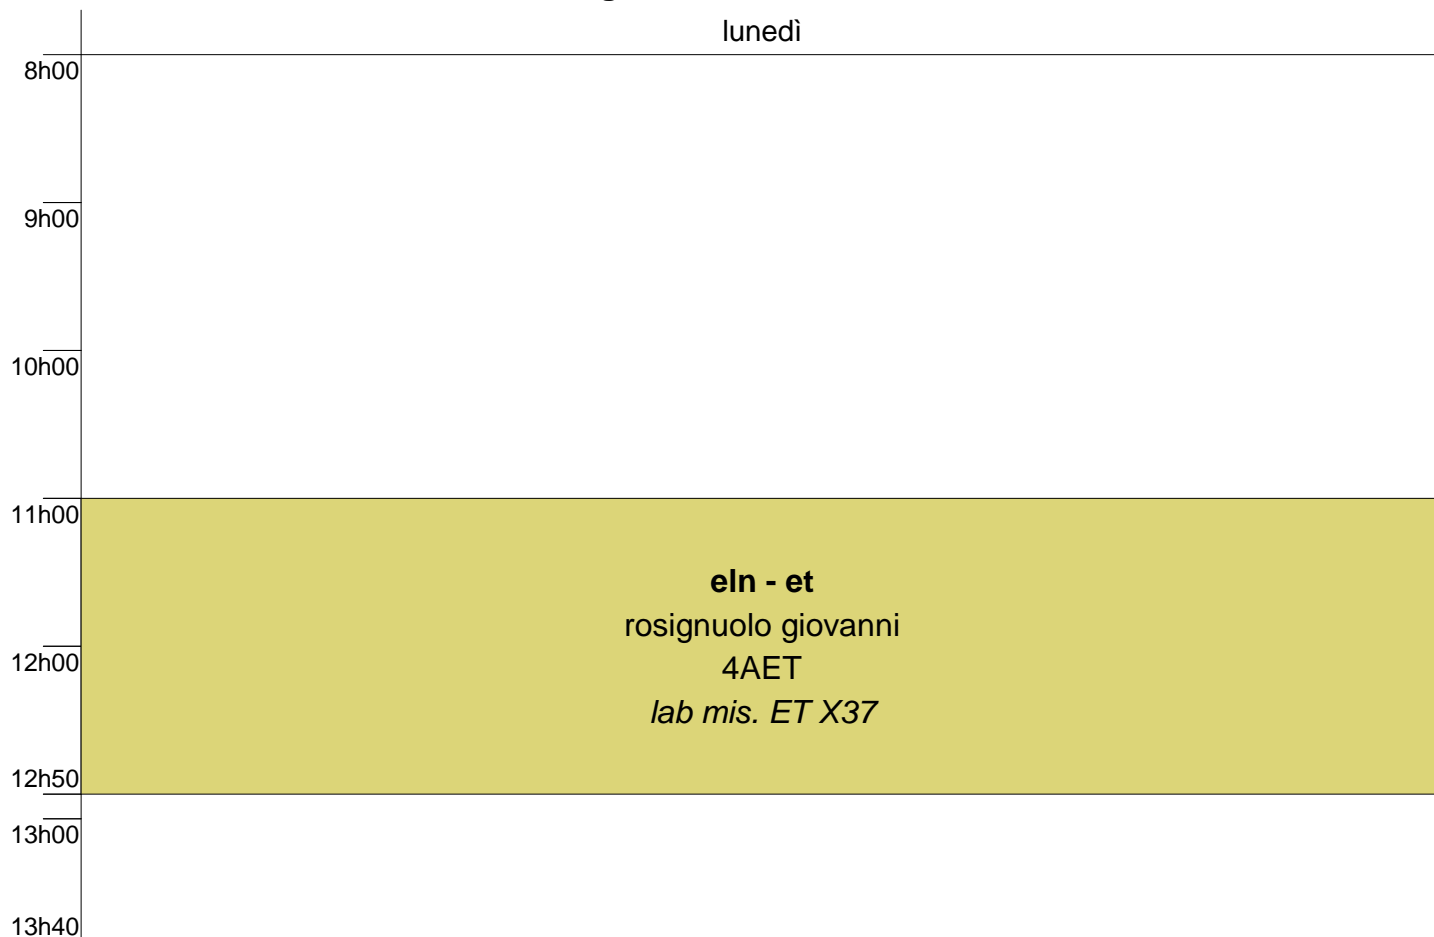 lunedì
8h00
9h00
10h00
11h00
eln - et
rosignuolo giovanni
12h00
4AET
lab mis. ET X37
12h50
13h00
13h40